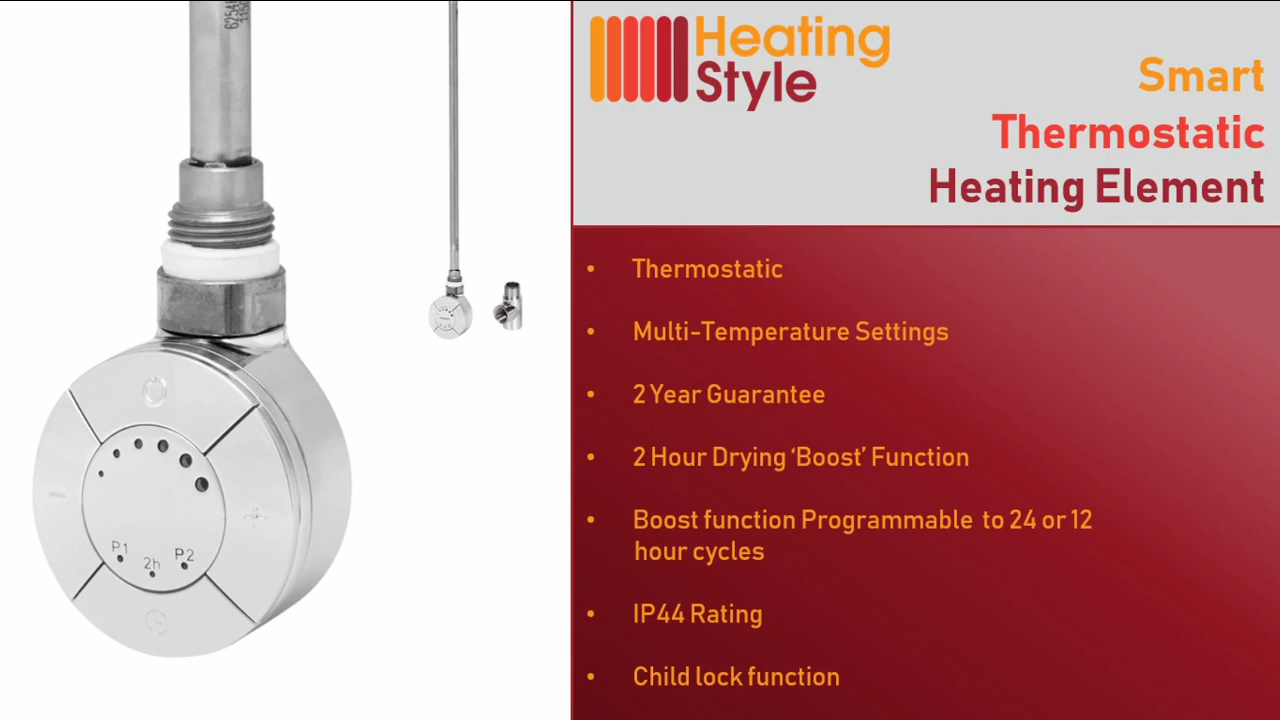 Heating
Style
Smart
Thermostatic
Heating Element
• Thermostatic
• Multi-Temperature Settings
• 2 Year Guarantee
• 2 Hour Drying ‘Boost’ Function
• Boost function Programmable to 24 or 12
hour cycles
• IP44 Rating
• Child lock function
P1 2h P2